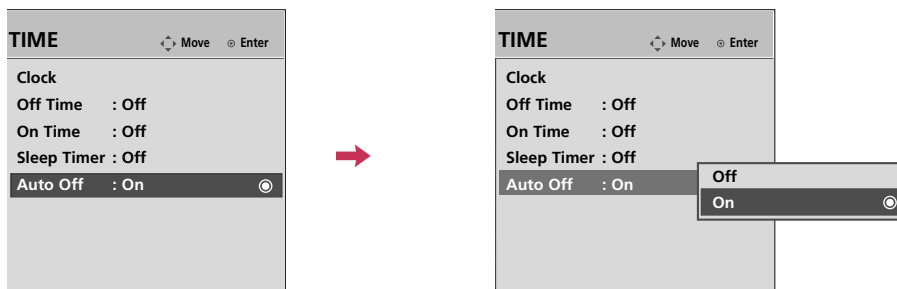 TIME Move Enter
Clock
Off Time : Off
On Time : Off
Sleep Timer : Off
Auto Off : On
TIME Move Enter
Clock
Off Time : Off
On Time : Off
Sleep Timer : Off
Auto Off : On
Off
On